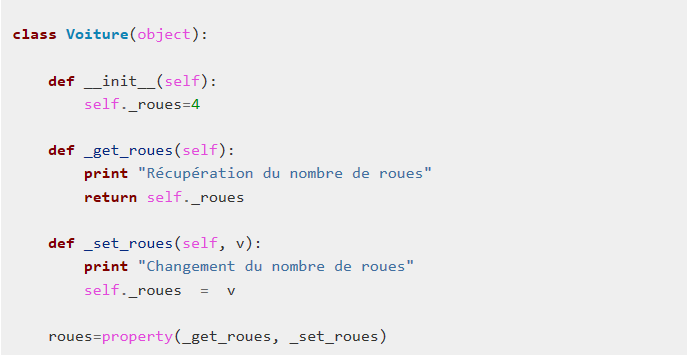 class Voiture(object):
    def __init__(self):
        self._roues=4
    def _get_roues(self):
        print "Récupération du nombre de roues"
        return self._roues
    def _set_roues(self, v):
        print "Changement du nombre de roues"
        self._roues  =  v
    roues=property(_get_roues, _set_roues)